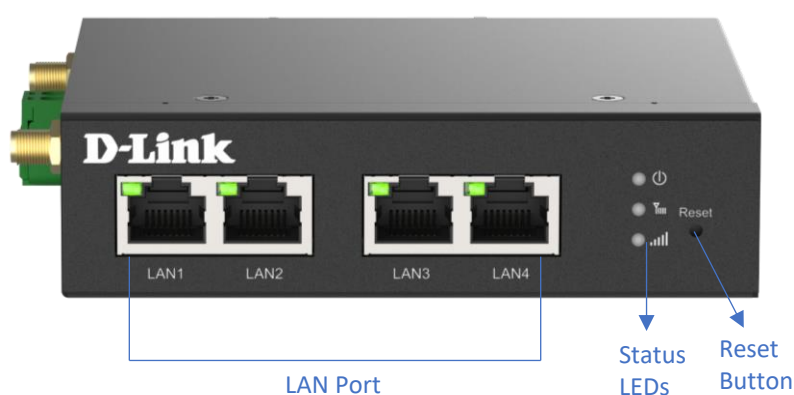 D-Link
LAN1 LAN2 LAN3 LAN4
Reset
LAN Port
Status
LEDs
Reset
Button